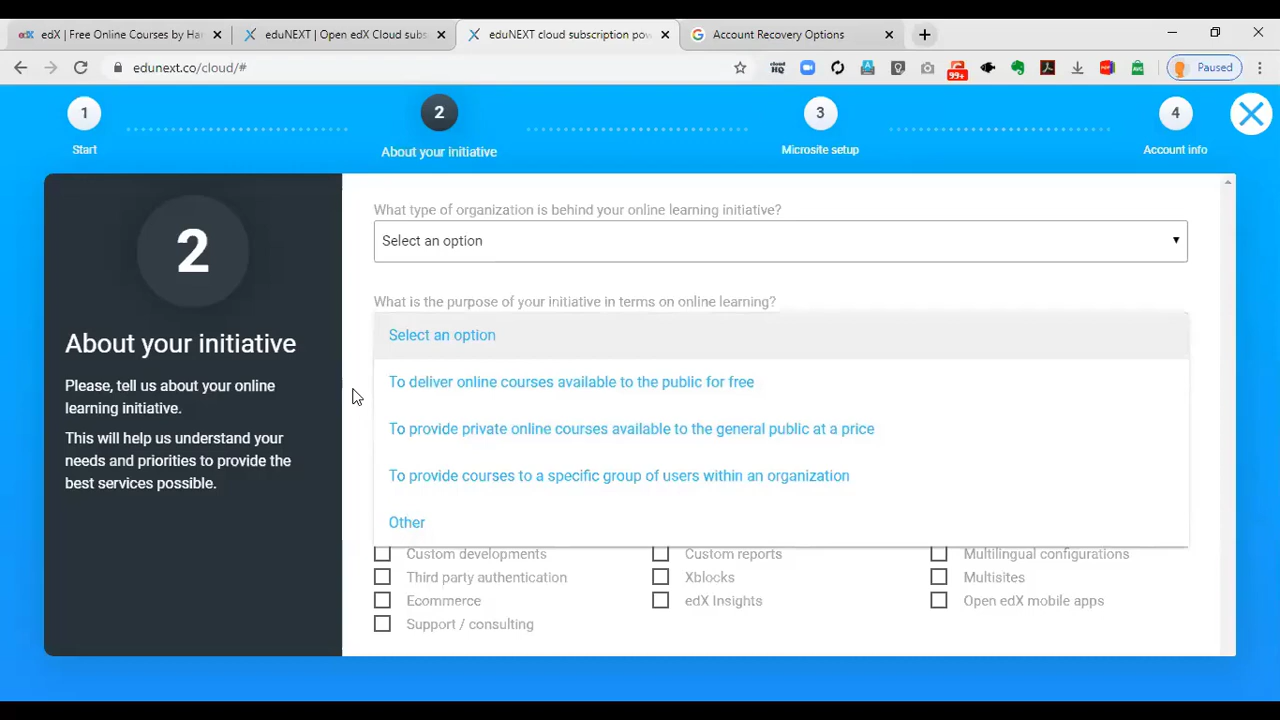 edX | Free Online Courses by Har
eduNEXT | Open edX Cloud subs
eduNEXT cloud subscription pow
Account Recovery Options
edunext.co/cloud/#
cloud HQ
99+
Paused
1
2
3
4
Start
About your initiative
Microsite setup
Account info
2
About your initiative
Please, tell us about your online
learning initiative.
This will help us understand your
needs and priorities to provide the
best services possible.
What type of organization is behind your online learning initiative?
Select an option
What is the purpose of your initiative in terms on online learning?
Select an option
To deliver online courses available to the public for free
To provide private online courses available to the general public at a price
To provide courses to a specific group of users within an organization
Other
Custom developments
Custom reports
Multilingual configurations
Third party authentication
Xblocks
Multisites
Ecommerce
edX Insights
Open edX mobile apps
Support / consulting